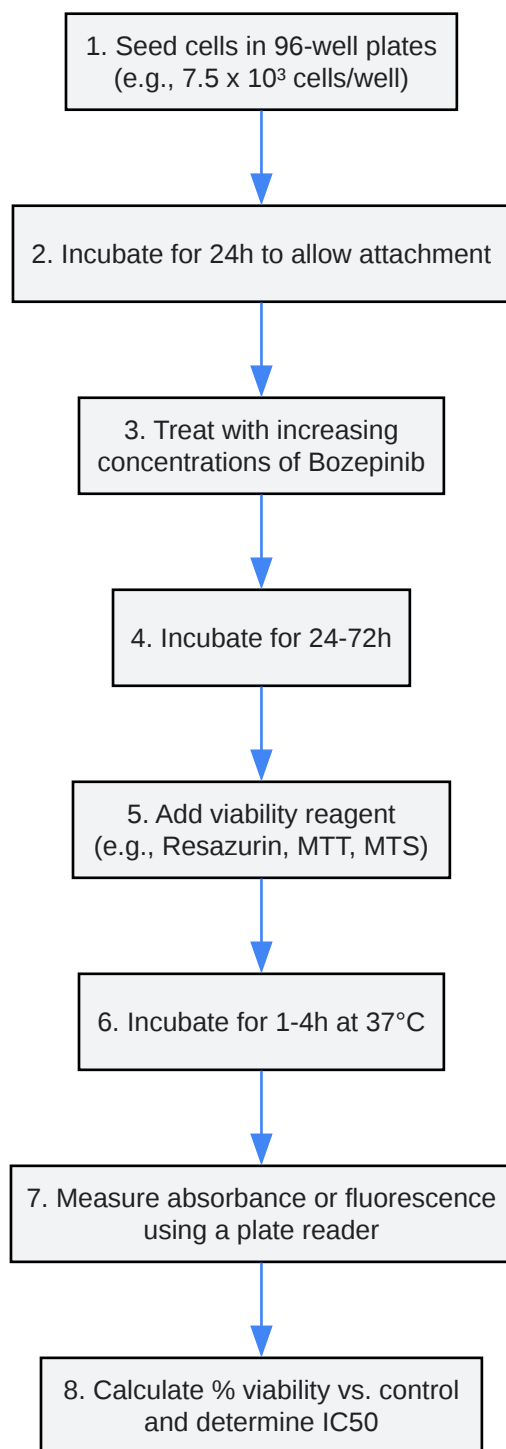 1. Seed cells in 96-well plates
(e.g., 7.5 x 10³ cells/well)
2. Incubate for 24h to allow attachment
3. Treat with increasing
concentrations of Bozepinib
4. Incubate for 24-72h
5. Add viability reagent
(e.g., Resazurin, MTT, MTS)
6. Incubate for 1-4h at 37°C
7. Measure absorbance or fluorescence
using a plate reader
8. Calculate % viability vs. control
and determine IC50